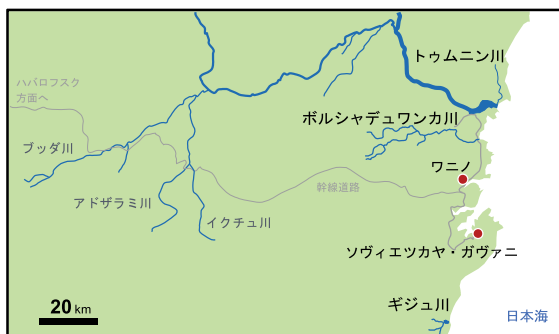 トゥムニン川
ハバロフスク
方面へ
ボルシャデュワンカ川
ブッダ川
ワニノ
幹線道路
アドザラミ川
イクチュ川
ソヴィエツカヤ・ガヴァニ
20 km
ギジュ川
日本海